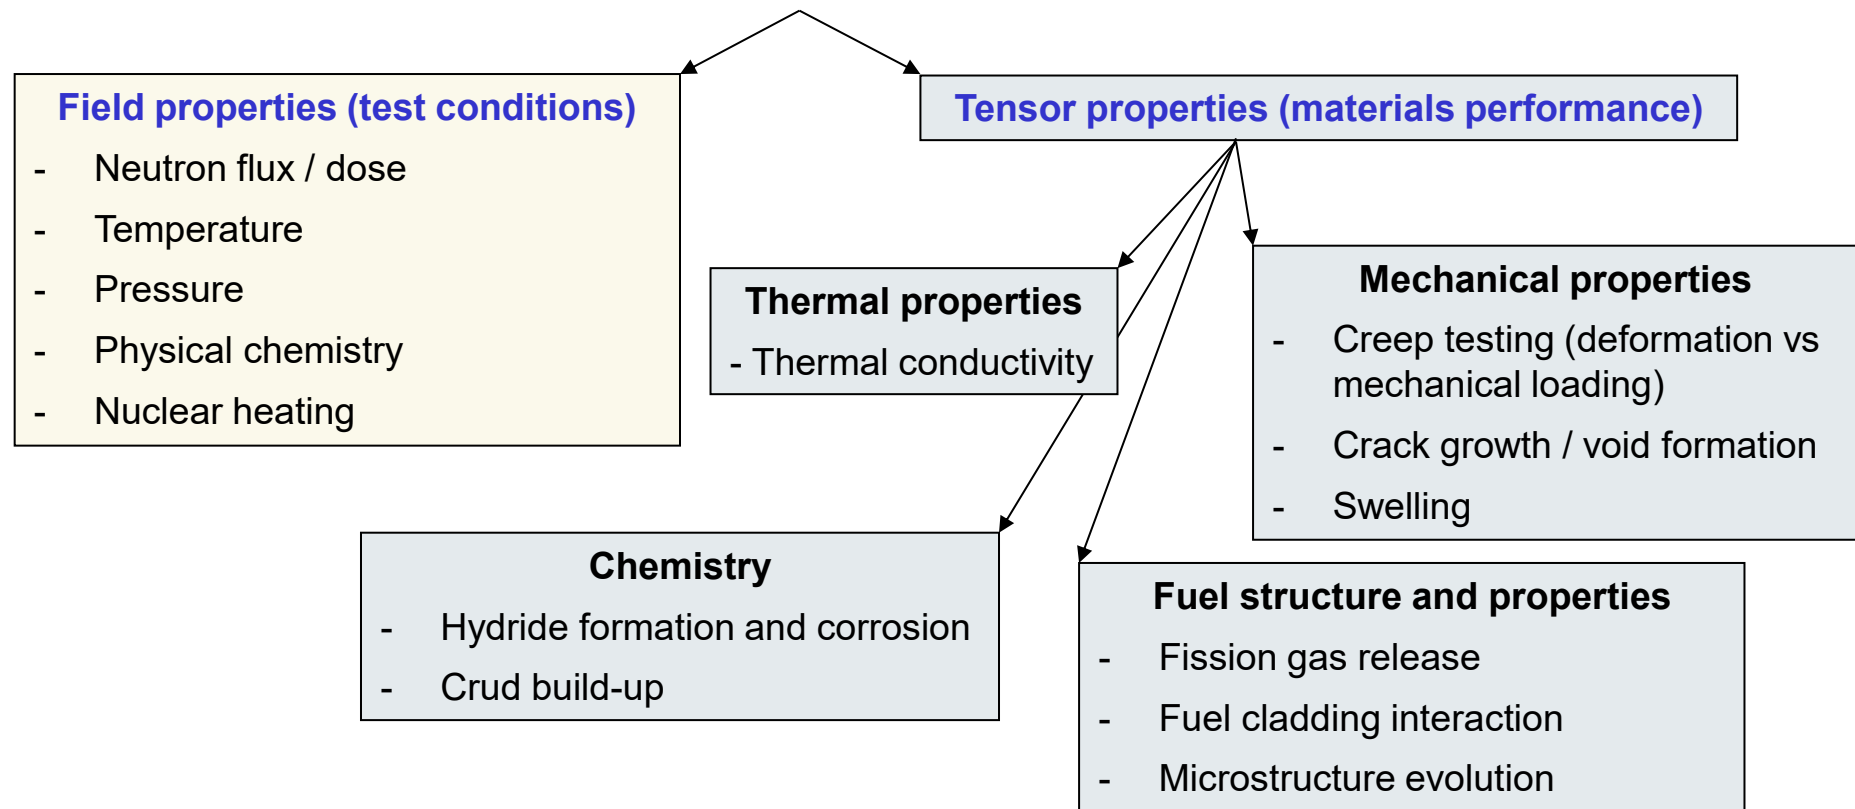 Field properties (test conditions)
- Neutron flux / dose
- Temperature
- Pressure
- Physical chemistry
- Nuclear heating
Tensor properties (materials performance)
Thermal properties
- Thermal conductivity
Mechanical properties
- Creep testing (deformation vs
mechanical loading)
- Crack growth / void formation
- Swelling
Chemistry
- Hydride formation and corrosion
- Crud build-up
Fuel structure and properties
- Fission gas release
- Fuel cladding interaction
- Microstructure evolution